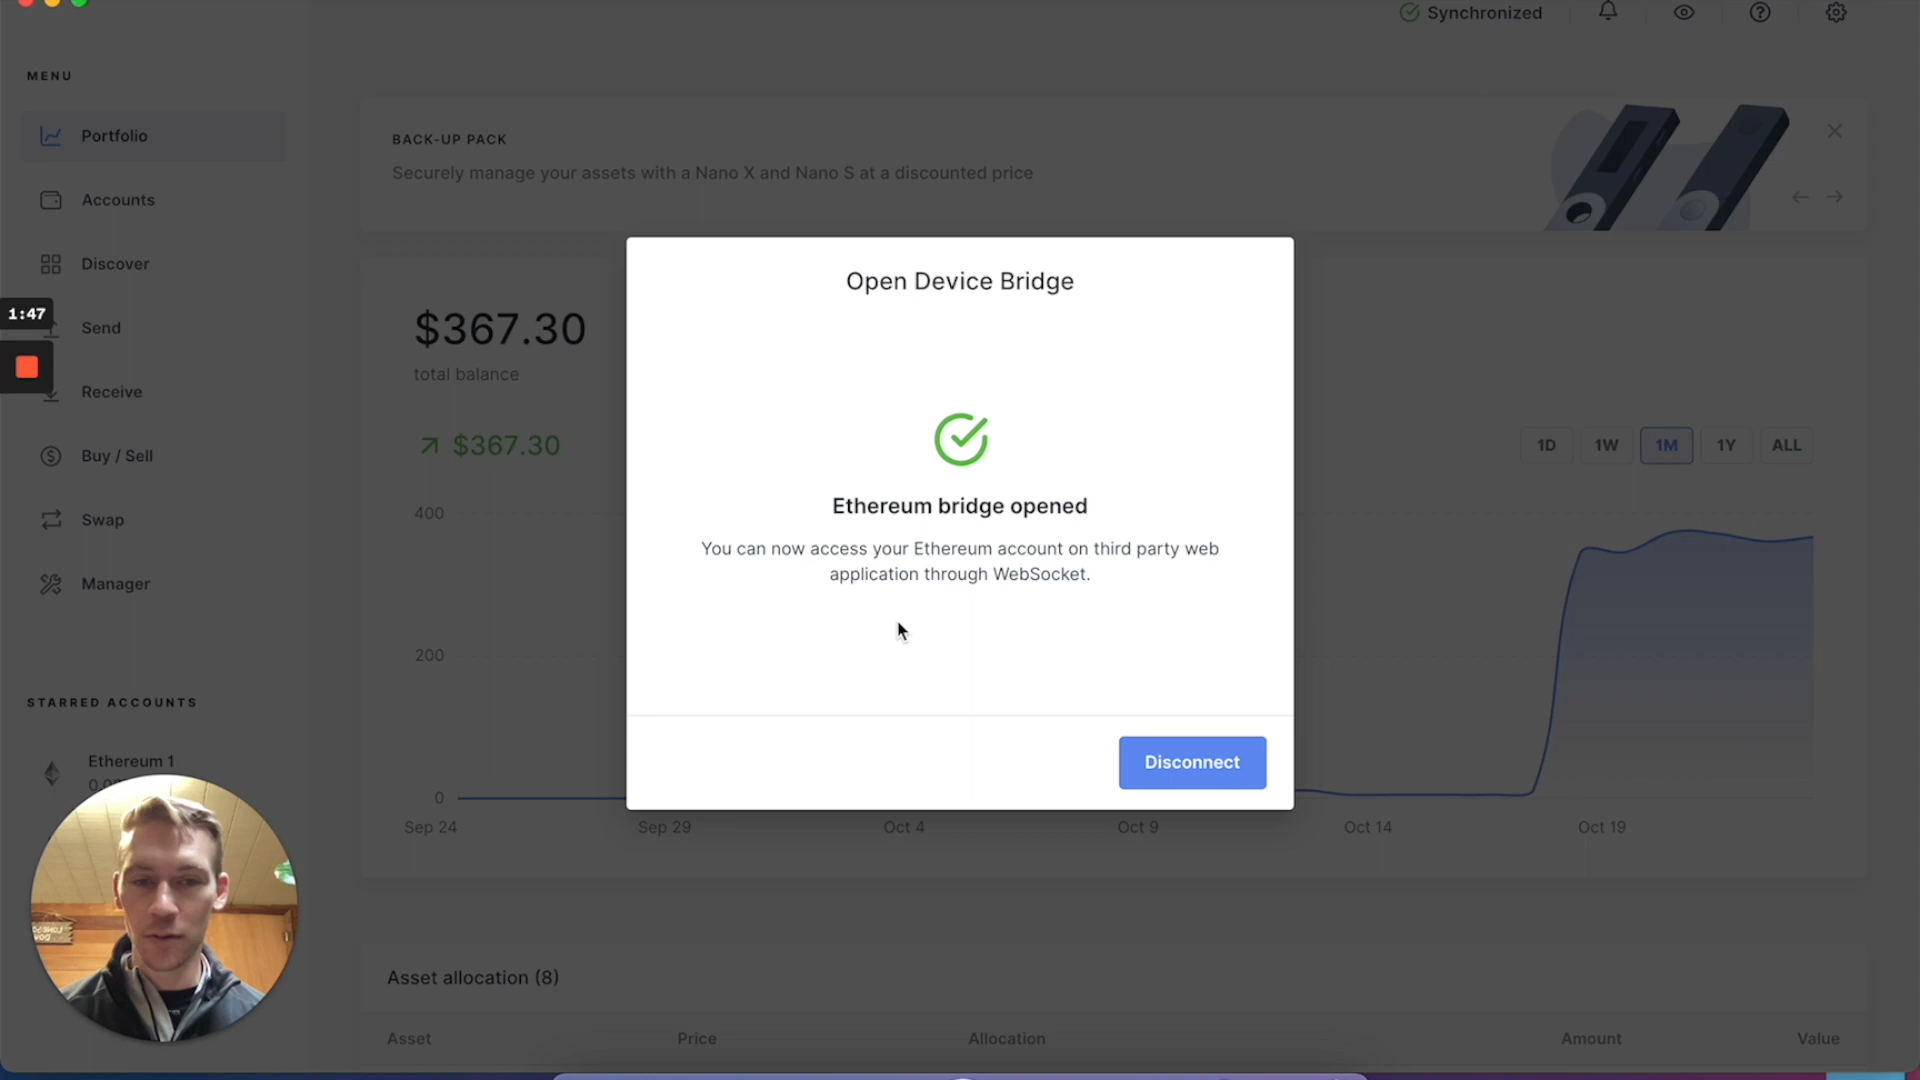 Synchronized
MENU
Portfolio
Accounts
Discover
Send
Receive
Buy / Sell
Swap
Manager
1:47
STARRED ACCOUNTS
Ethereum 1
BACK-UP PACK
Securely manage your assets with a Nano X and Nano S at a discounted price
$367.30
total balance
$367.30
1D 1W 1M 1Y ALL
400
200
0
Sep 24 Sep 29 Oct 4 Oct 9 Oct 14 Oct 19
Open Device Bridge
Ethereum bridge opened
You can now access your Ethereum account on third party web
application through WebSocket.
Disconnect
Asset allocation (8)
Asset Price Allocation Amount Value